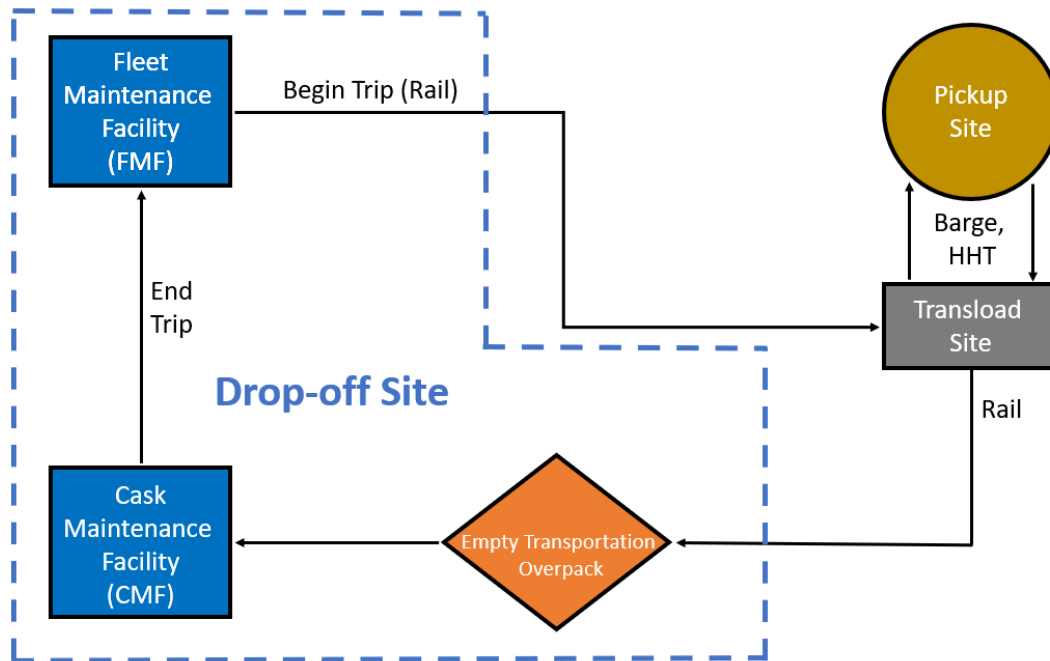 Fleet
Maintenance
Facility
(FMF)
Begin Trip (Rail)
Pickup
Site
Barge,
HHT
End
Trip
Transload
Site
Drop-off Site
Rail
Cask
Maintenance
Facility
(CMF)
Empty Transportation
Overpack